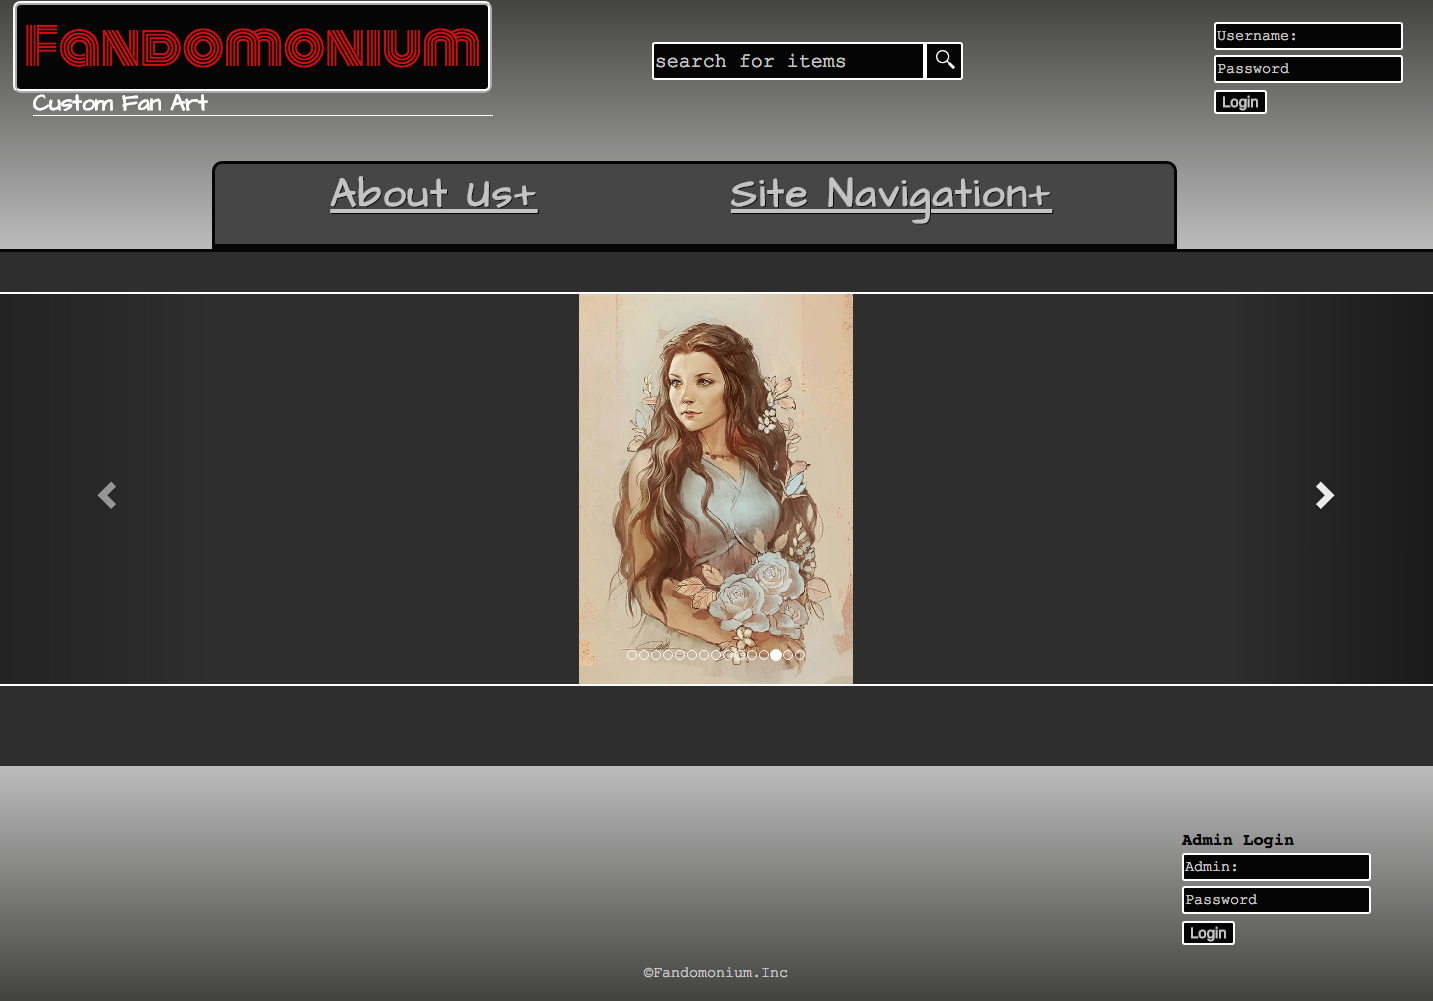 Fandomonium
Custom Fan Art
search for items
Username:
Password
Login
About Us+
Site Navigation+
Admin Login
Admin:
Password
Login
©Fandomonium.Inc